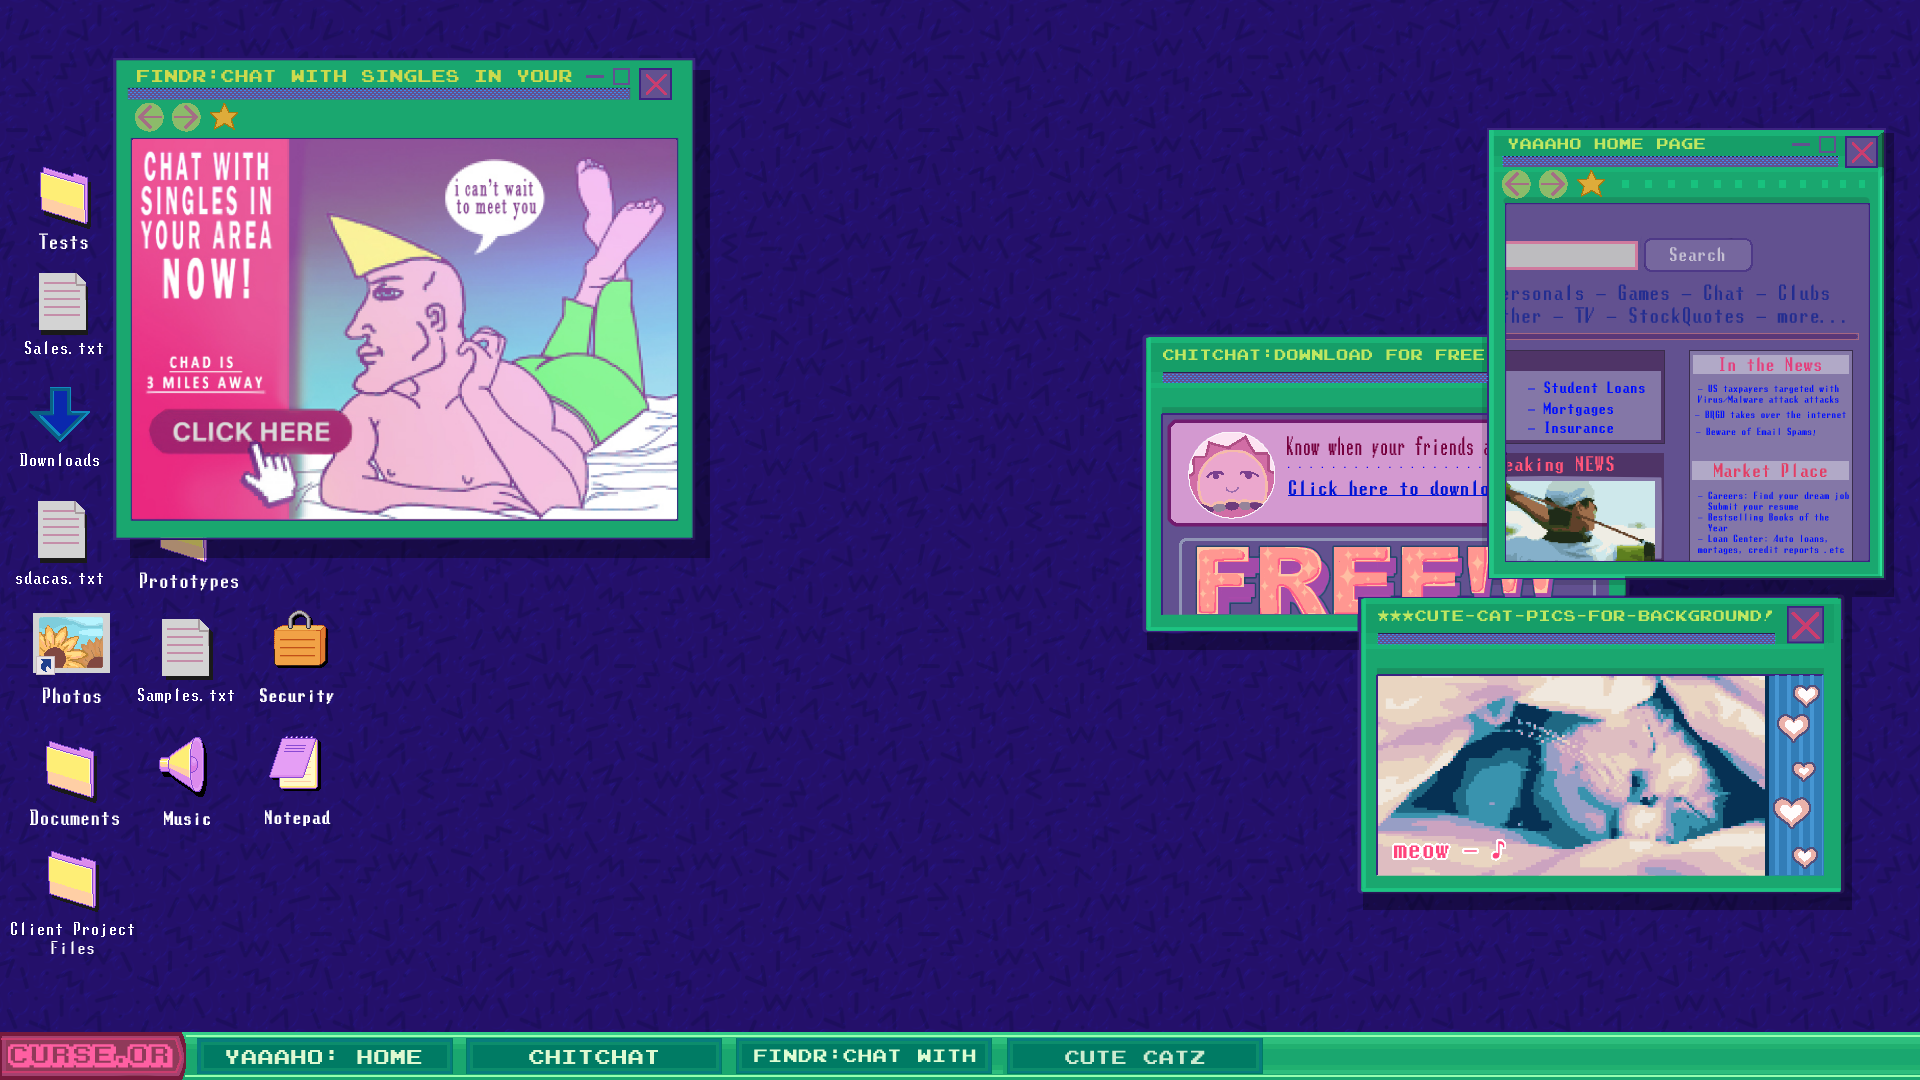 FINDR:CHAT WITH SINGLES IN YOUR
CHAT WITH
SINGLES IN
YOUR AREA
NOW!
i can't wait
to meet you
CHAD IS
3 MILES AWAY
CLICK HERE
Tests
Sales.txt
Downloads
sdacas.txt
Prototypes
Photos
Samples.txt
Security
Documents
Music
Notepad
Client Project
Files
YAAAHO HOME PAGE
Search
ersonals – Games – Chat – Clubs
her – TV – StockQuotes – more...
– Student Loans
– Mortgages
– Insurance
eaking NEWS
In the News
– US taxpayers targeted with
Virus/Malware attack attacks
takes over the internet
– Beware of Email Spams!
Market Place
– Careers: Find your dream job
Submit your resume
– Bestselling Books of the
Year
– Loan Center: Auto loans,
mortages, credit reports .etc
CHITCHAT:DOWNLOAD FOR FREE
Know when your friends a
Click here to downlo
FREE!W
★★★CUTE-CAT-PICS-FOR-BACKGROUND!
meow – ♪
CURSE.OR
YAAAHO: HOME
CHITCHAT
FINDR:CHAT WITH
CUTE CATZ